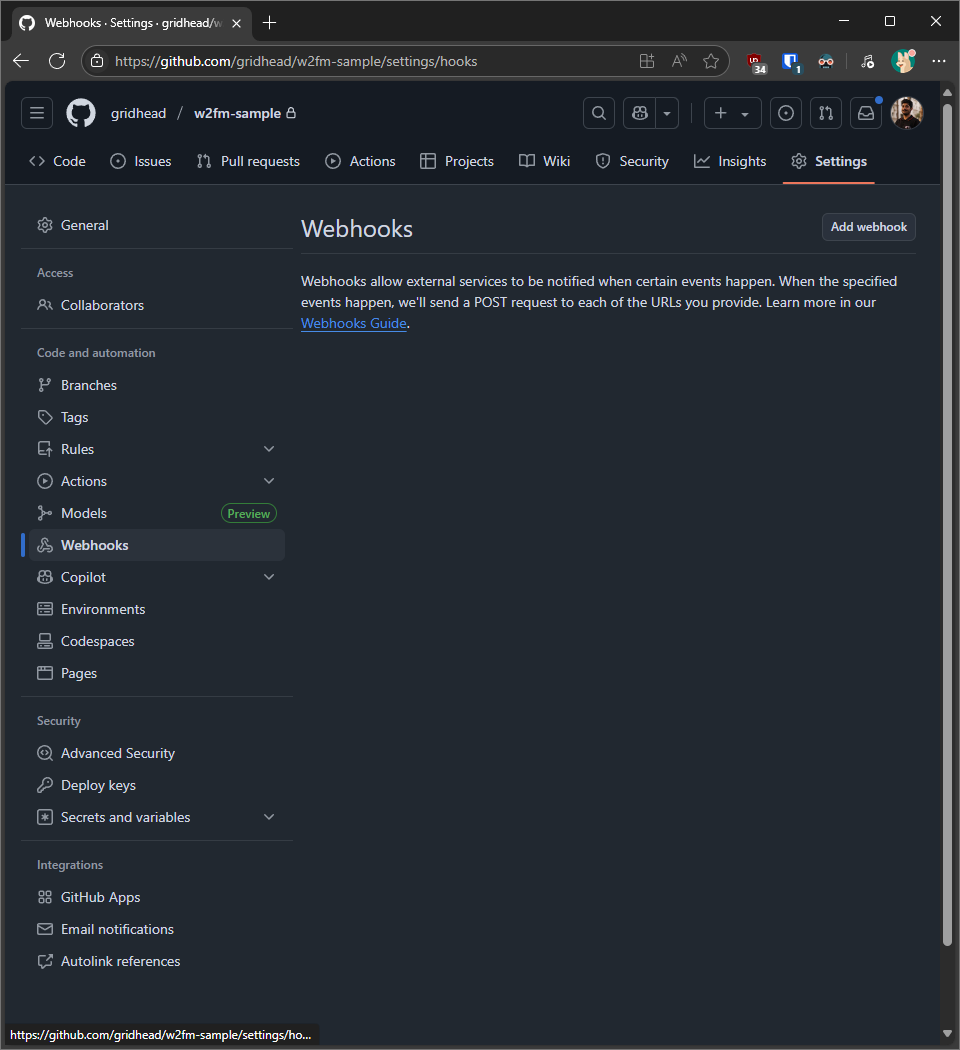 Webhooks · Settings · gridhead/w
https://github.com/gridhead/w2fm-sample/settings/hooks
34
1
gridhead / w2fm-sample
Code
Issues
Pull requests
Actions
Projects
Wiki
Security
Insights
Settings
General
Access
Collaborators
Code and automation
Branches
Tags
Rules
Actions
Models
Preview
Webhooks
Copilot
Environments
Codespaces
Pages
Security
Advanced Security
Deploy keys
Secrets and variables
Integrations
GitHub Apps
Email notifications
Autolink references
Webhooks
Add webhook
Webhooks allow external services to be notified when certain events happen. When the specified
events happen, we'll send a POST request to each of the URLs you provide. Learn more in our
Webhooks Guide.
https://github.com/gridhead/w2fm-sample/settings/ho...